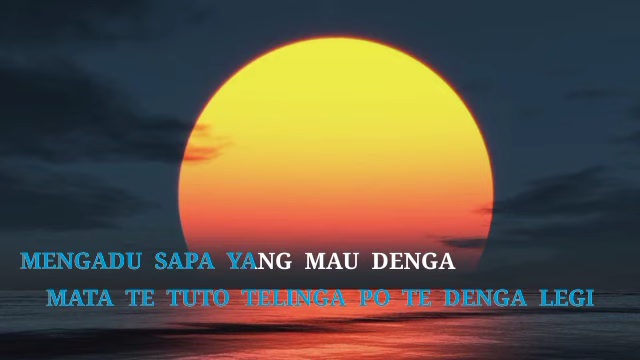 MENGADU SAPA YANG MAU DENGA
MATA TE TUTO TELINGA PO TE DENGA LEGI